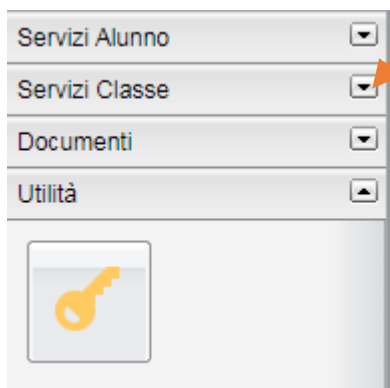 Servizi Alunno
Servizi Classe
Documenti
Utilità